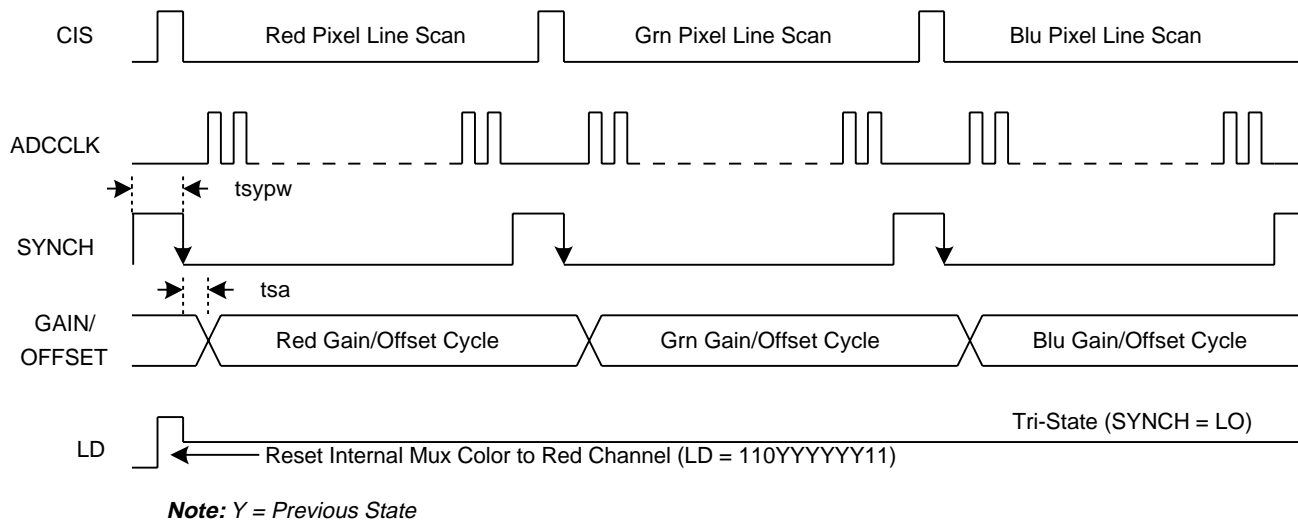 CIS
Red Pixel Line Scan
Grn Pixel Line Scan
Blu Pixel Line Scan
ADCCLK
tsypw
SYNCH
tsa
GAIN/
OFFSET
Red Gain/Offset Cycle
Grn Gain/Offset Cycle
Blu Gain/Offset Cycle
Tri-State (SYNCH = LO)
LD
Reset Internal Mux Color to Red Channel (LD = 110YYYYYY11)
Note: Y = Previous State